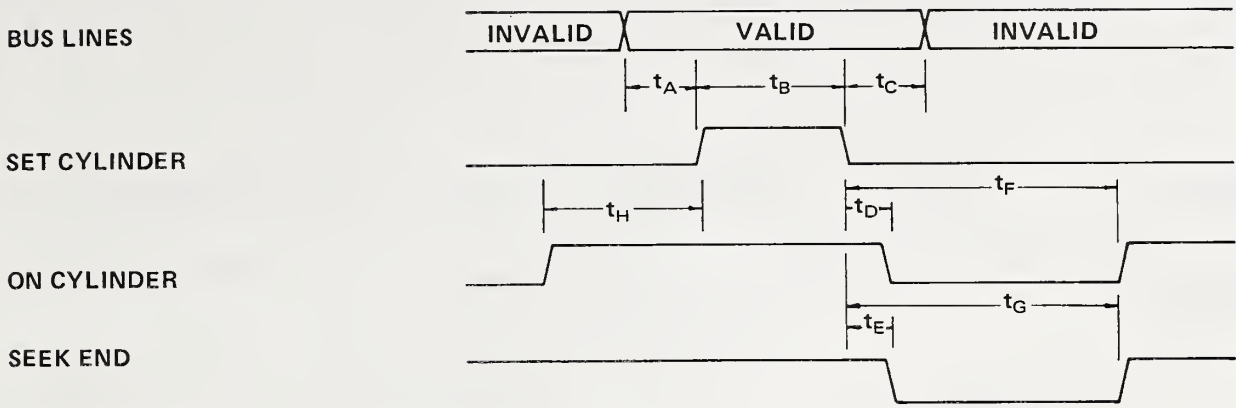 BUS LINES
INVALID VALID INVALID
tA tB tC
SET CYLINDER
tF
tH tD
ON CYLINDER
tG
tE
SEEK END